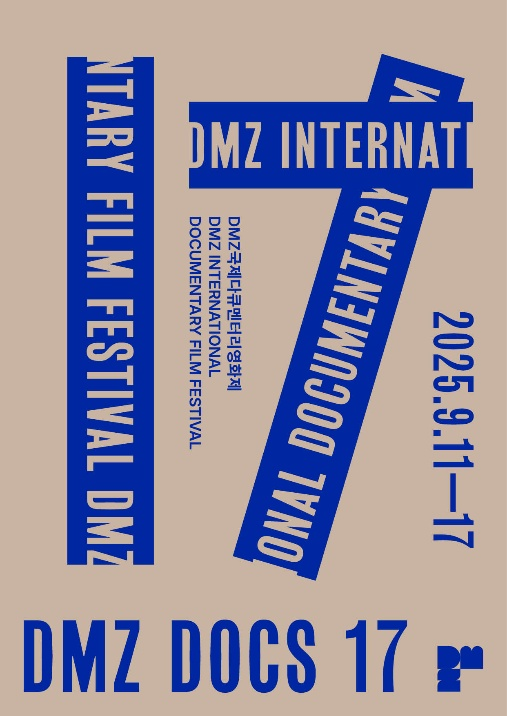 NTARY FILM FESTIVAL DMZ
DMZ INTERNATI
ONAL DOCUMENTARY
DMZ국제다큐멘터리영화제
DMZ INTERNATIONAL
DOCUMENTARY FILM FESTIVAL
2025.9.11—17
DMZ DOCS 17